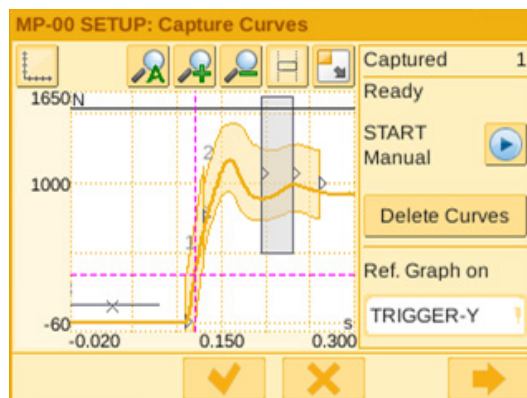 MP-00 SETUP: Capture Curves
Captured 1
Ready
START
Manual
Delete Curves
Ref. Graph on
TRIGGER-Y
A
1650 N
2
1000
1
-60
s
-0.020 0.150 0.300